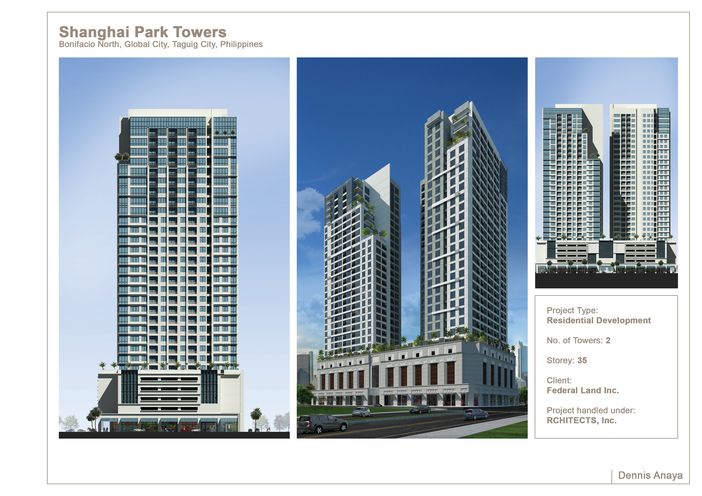 Shanghai Park Towers
Bonifacio North, Global City, Taguig City, Philippines
Project Type:
Residential Development
No. of Towers: 2
Storey: 35
Client:
Federal Land Inc.
Project handled under:
RCHITECTS, Inc.
Dennis Anaya